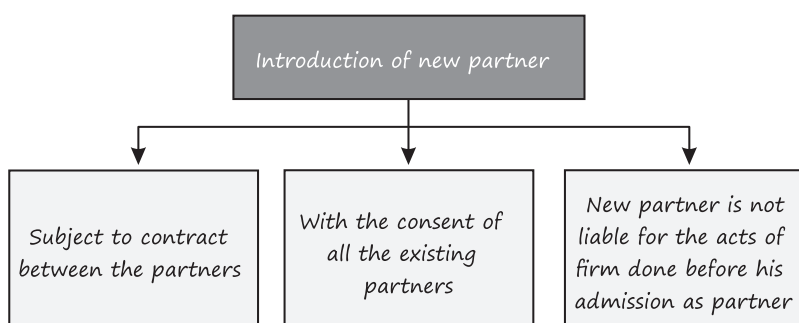 Introduction of new partner
Subject to contract
between the partners
With the consent of
all the existing
partners
New partner is not
liable for the acts of
firm done before his
admission as partner